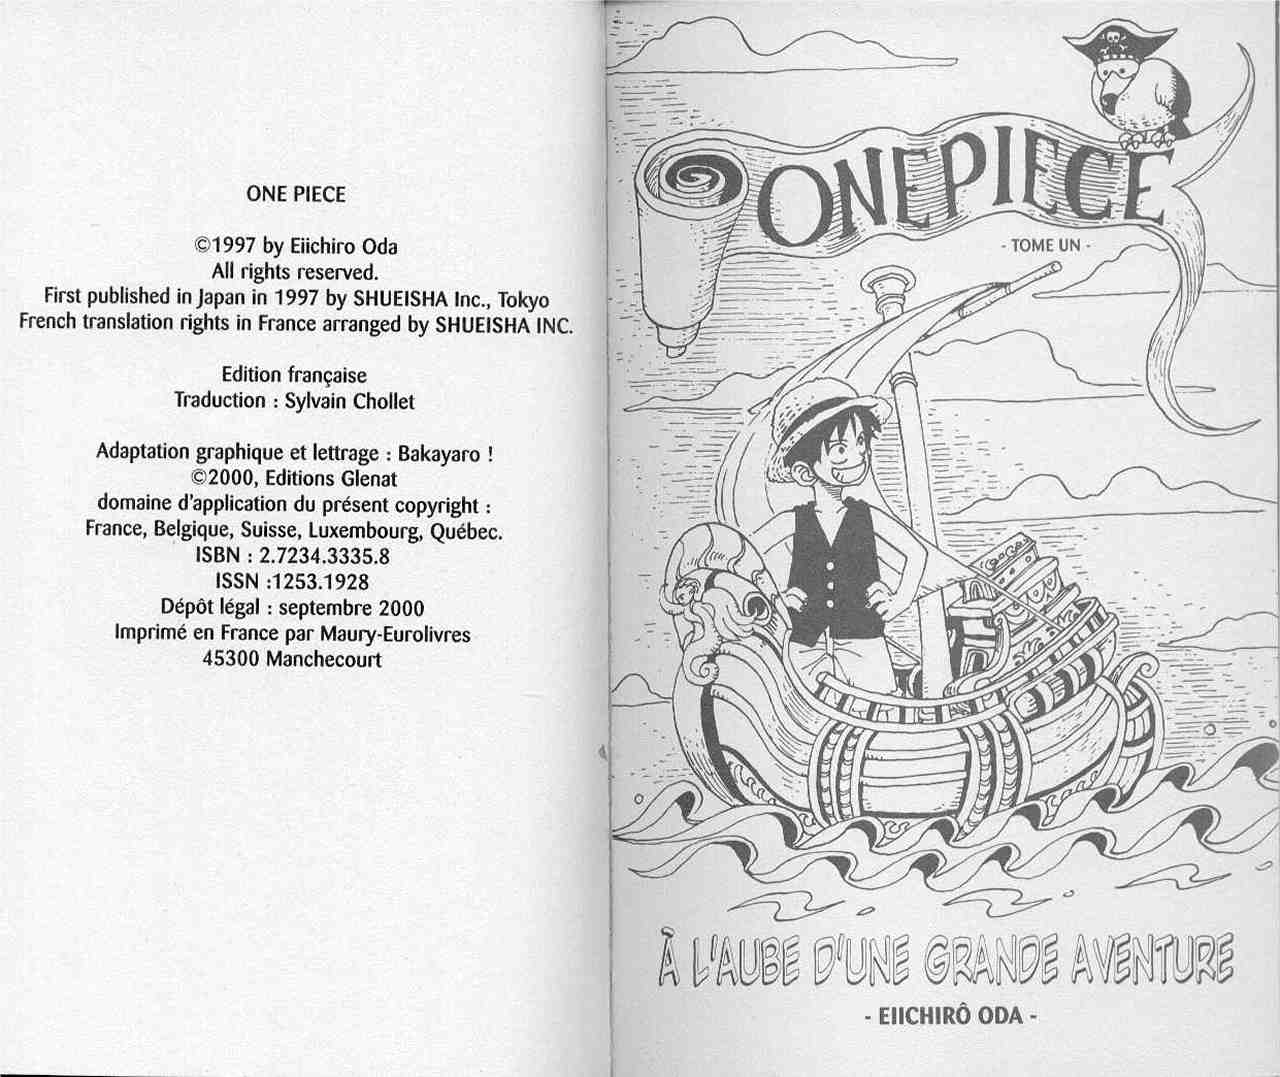 ONE PIECE
©1997 by Eiichiro Oda
All rights reserved.
First published in Japan in 1997 by SHUEISHA Inc., Tokyo
French translation rights in France arranged by SHUEISHA INC.
Edition française
Traduction : Sylvain Chollet
Adaptation graphique et lettrage : Bakayaro !
©2000, Editions Glenat
domaine d'application du présent copyright :
France, Belgique, Suisse, Luxembourg, Québec.
ISBN : 2.7234.3335.8
ISSN :1253.1928
Dépôt légal : septembre 2000
Imprimé en France par Maury-Eurolivres
45300 Manchecourt
ONE PIECE
- TOME UN -
À L'AUBE D'UNE GRANDE AVENTURE
- EIICHIRÔ ODA -